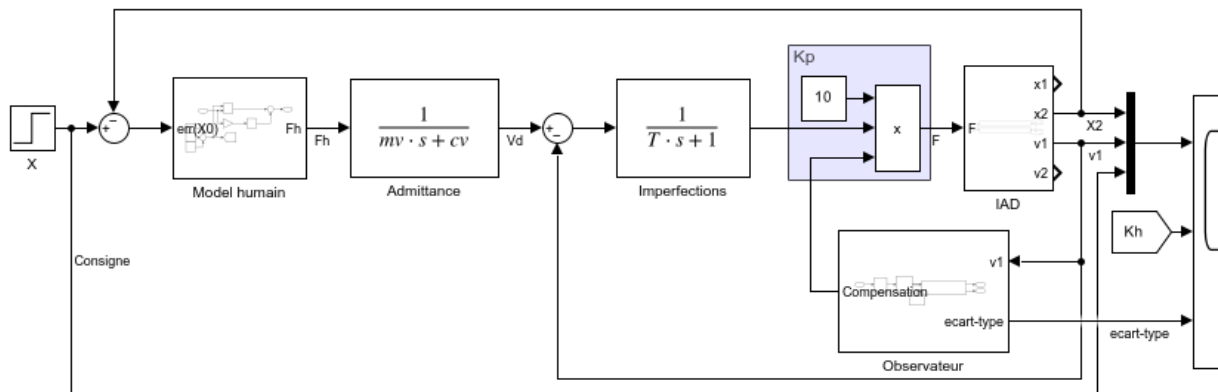 X
+
−
err(X0)
Fh
Model humain
Fh
1
mv · s + cv
Admittance
Vd
+
−
1
T · s + 1
Imperfections
Kp
10
x
F
F
x1
x2
v1
v2
IAD
X2
v1
Kh
Consigne
v1
Compensation
ecart-type
Observateur
ecart-type